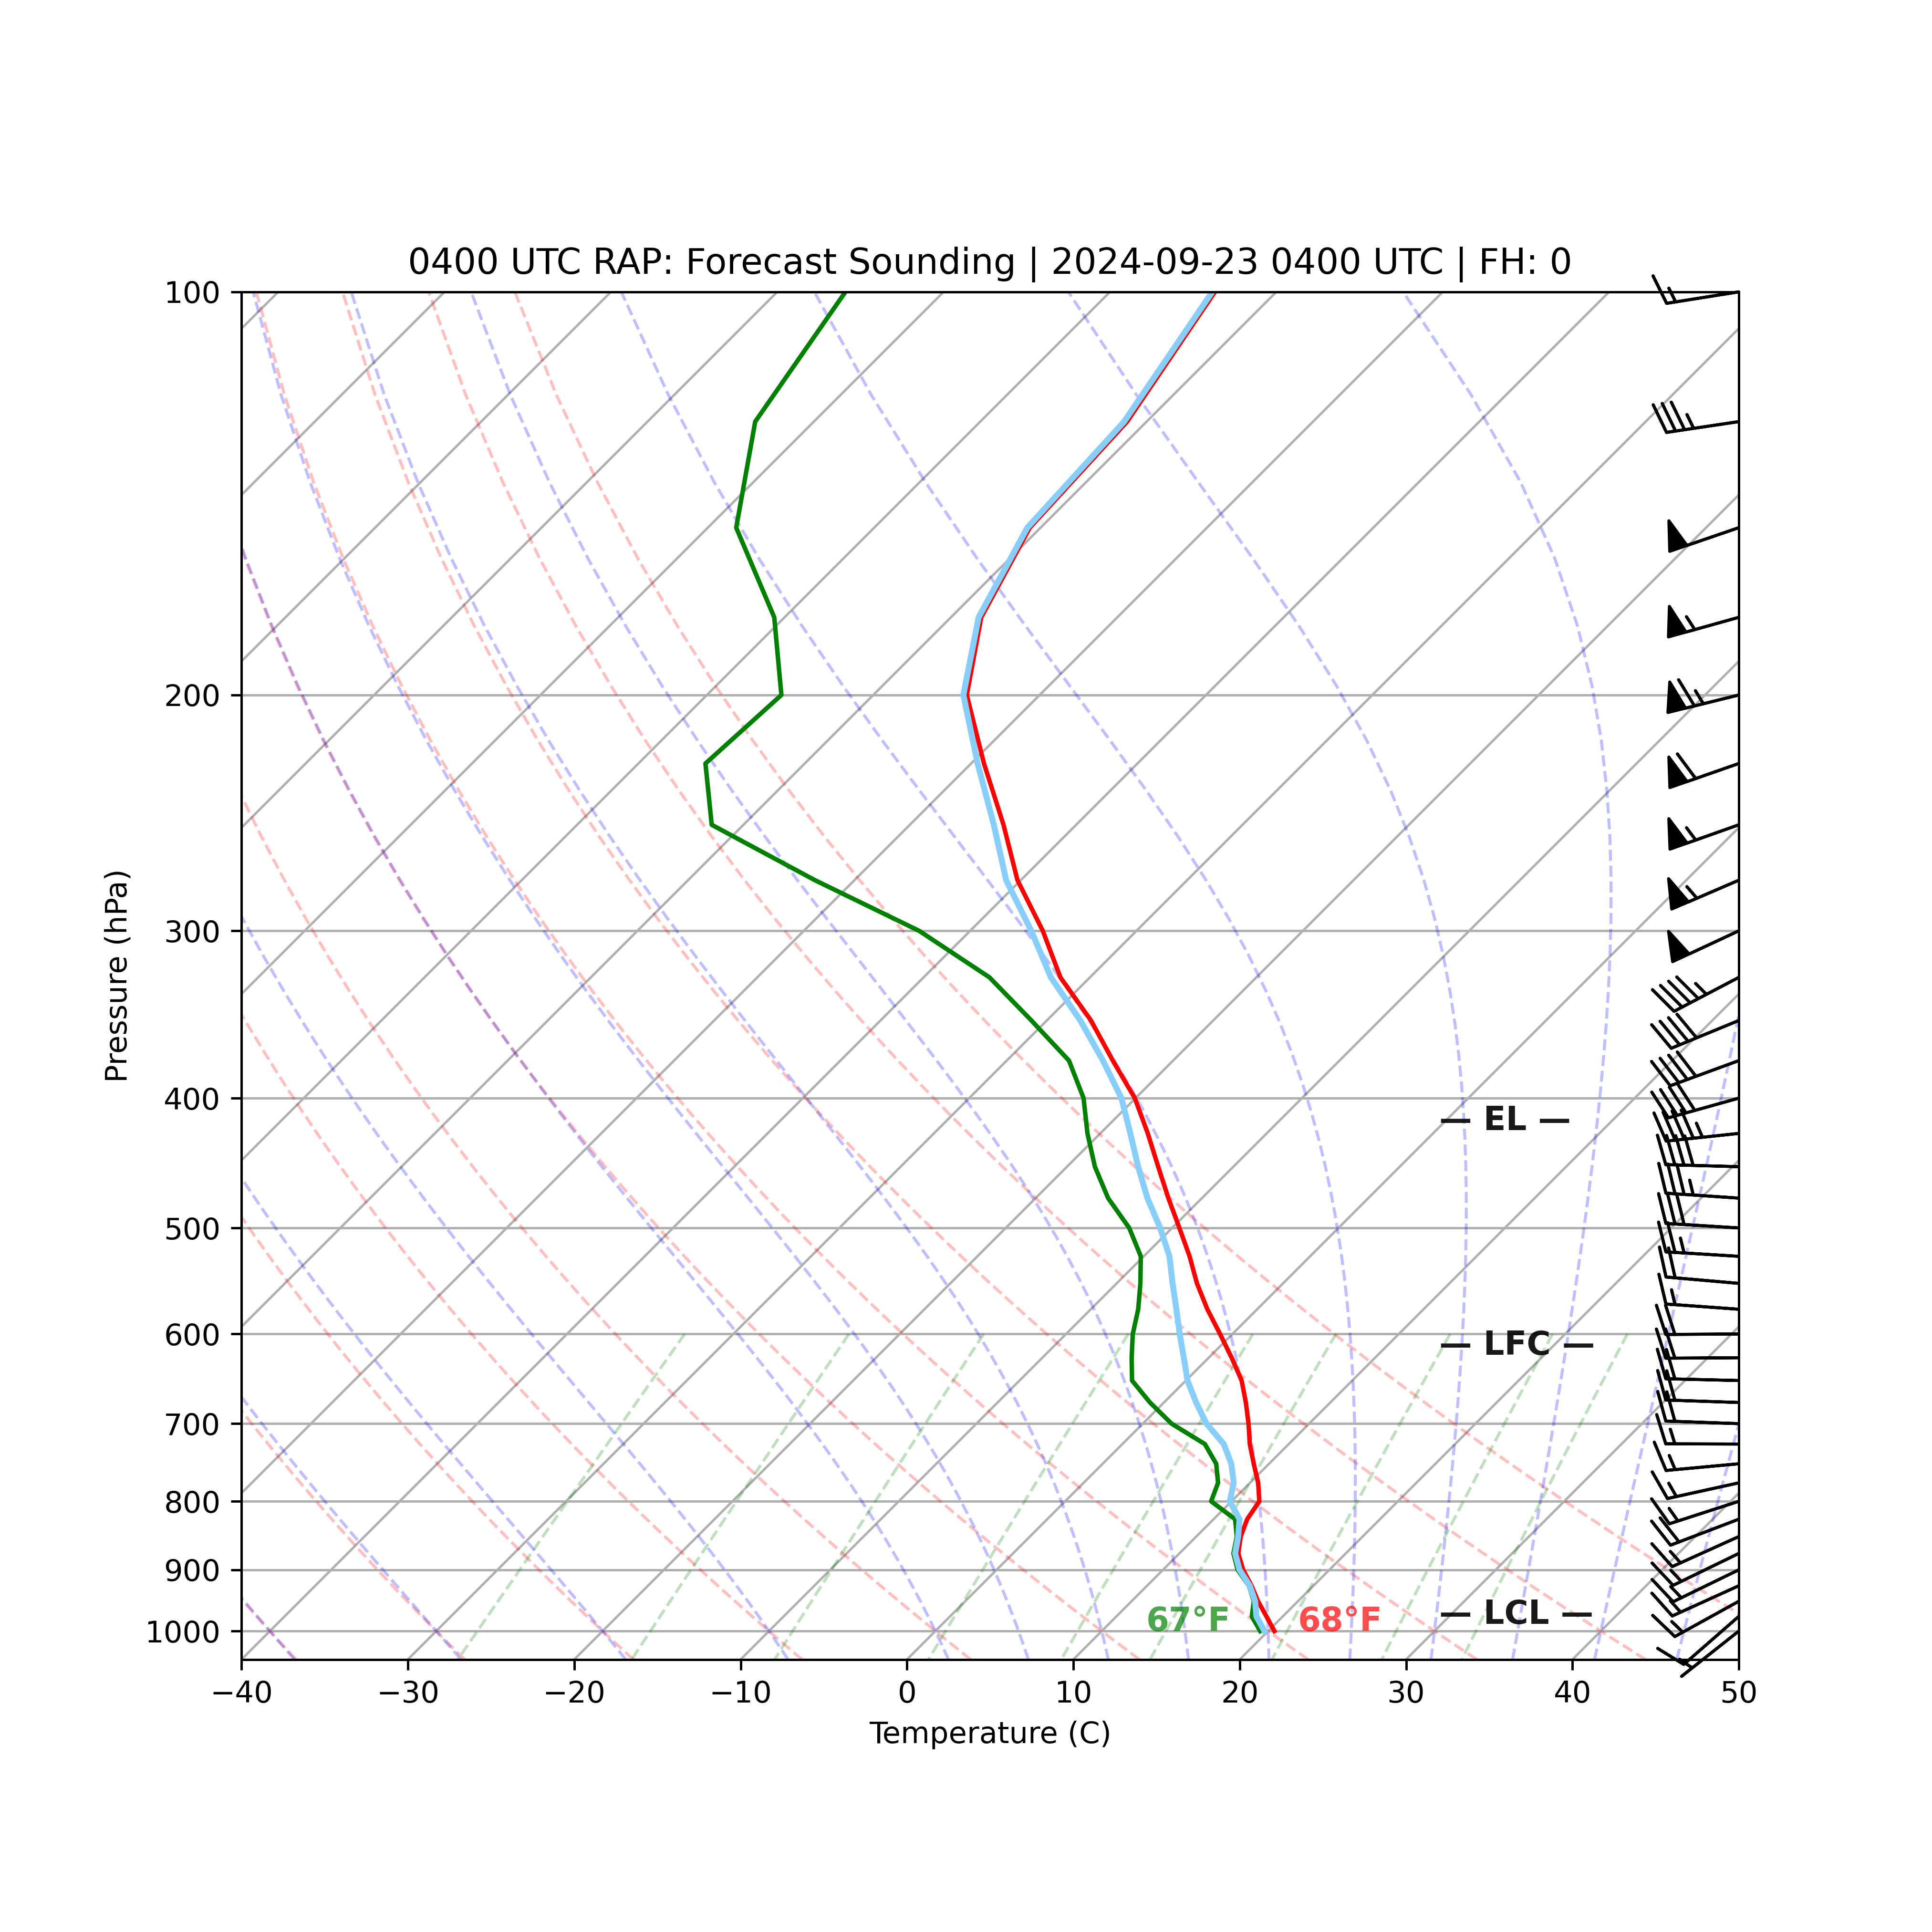 0400 UTC RAP: Forecast Sounding | 2024-09-23 0400 UTC | FH: 0
100
200
300
400
500
600
700
800
900
1000
Pressure (hPa)
— EL —
— LFC —
— LCL —
67°F 68°F
−40 −30 −20 −10 0 10 20 30 40 50
Temperature (C)